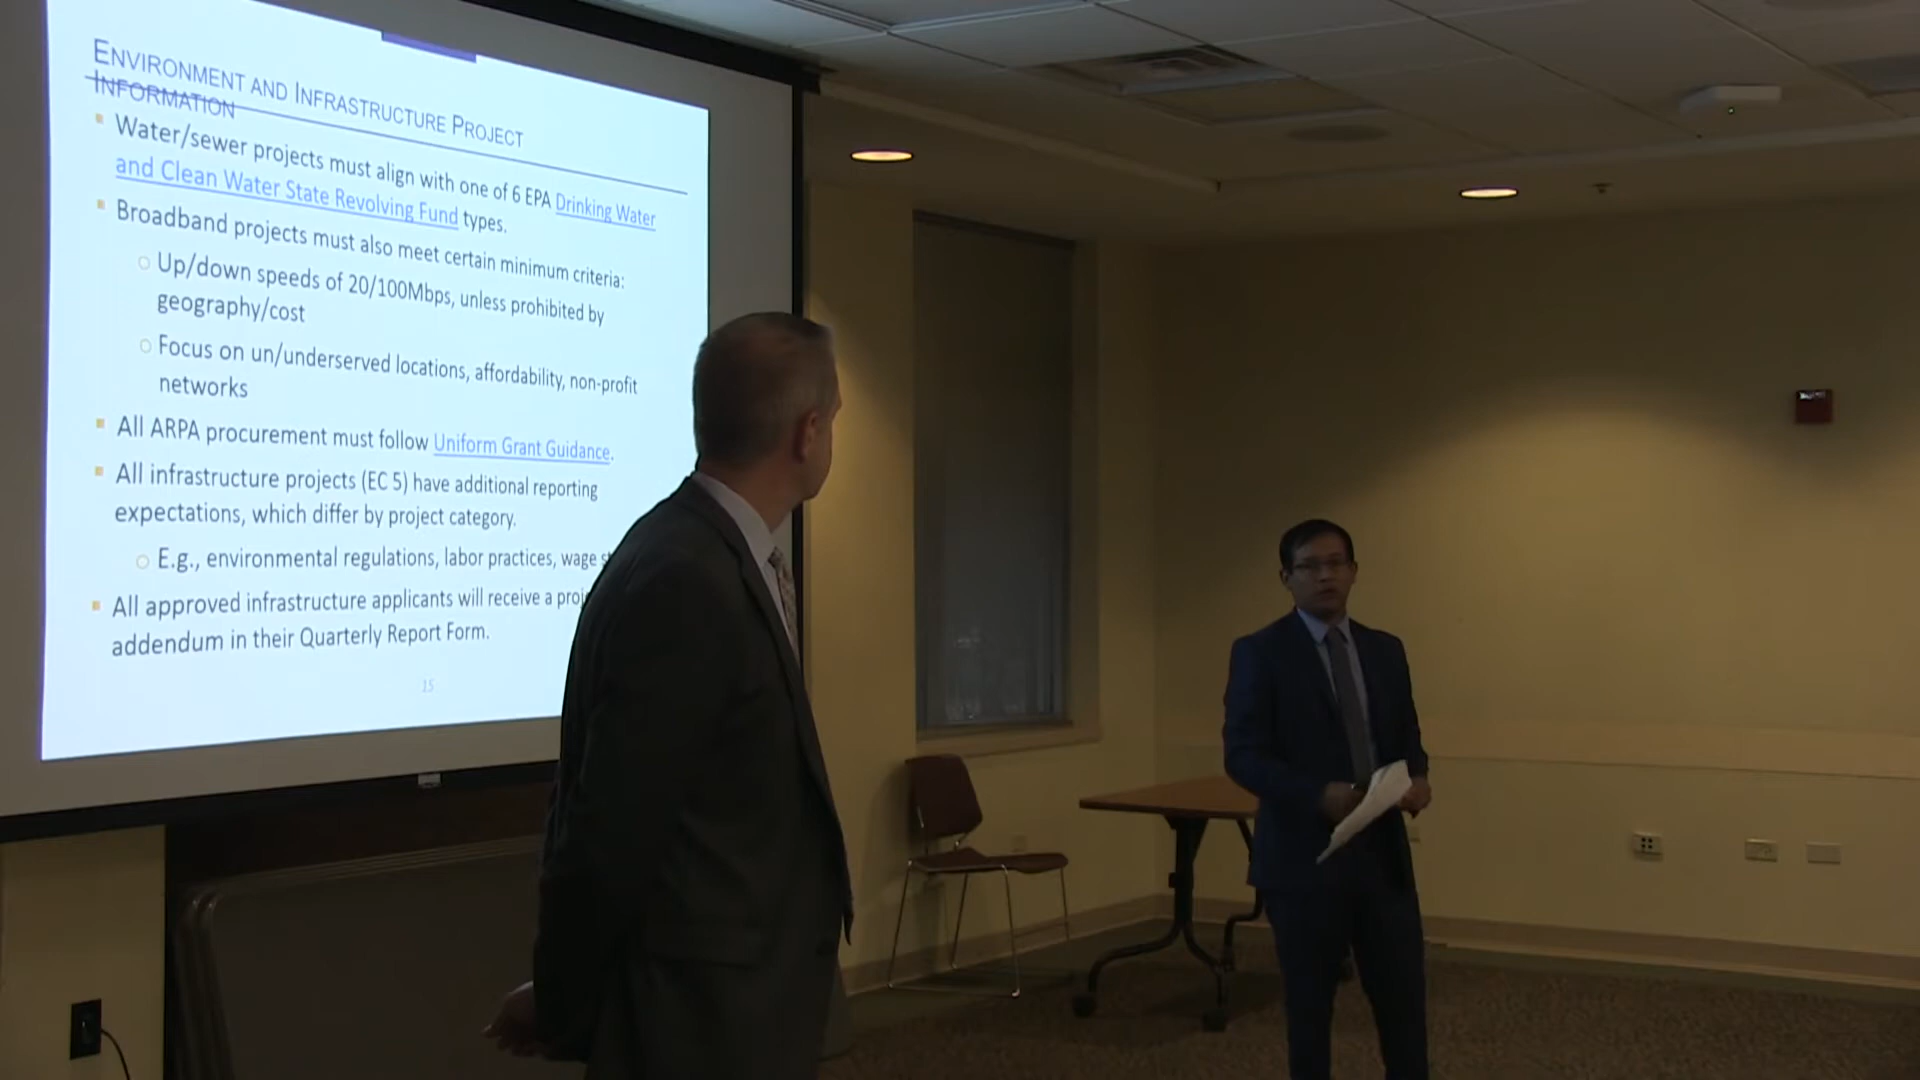 ENVIRONMENT AND INFRASTRUCTURE PROJECT
INFORMATION
Water/sewer projects must align with one of 6 EPA Drinking Water
and Clean Water State Revolving Fund types.
Broadband projects must also meet certain minimum criteria:
Up/down speeds of 20/100Mbps, unless prohibited by
geography/cost
Focus on un/underserved locations, affordability, non-profit
networks
All ARPA procurement must follow Uniform Grant Guidance.
All infrastructure projects (EC 5) have additional reporting
expectations, which differ by project category.
E.g., environmental regulations, labor practices, wage
All approved infrastructure applicants will receive a
addendum in their Quarterly Report Form.
15